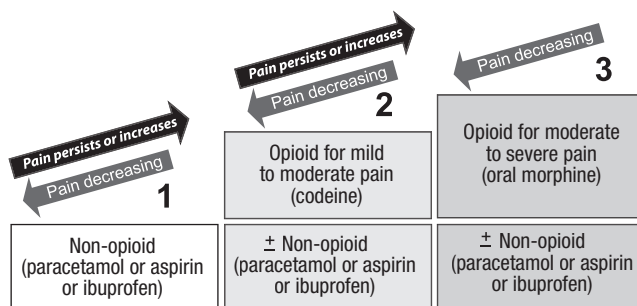 Pain persists or increases
Pain decreasing
1
Non-opioid
(paracetamol or aspirin
or ibuprofen)
Pain persists or increases
Pain decreasing
2
Opioid for mild
to moderate pain
(codeine)
± Non-opioid
(paracetamol or aspirin
or ibuprofen)
Pain decreasing
3
Opioid for moderate
to severe pain
(oral morphine)
± Non-opioid
(paracetamol or aspirin
or ibuprofen)